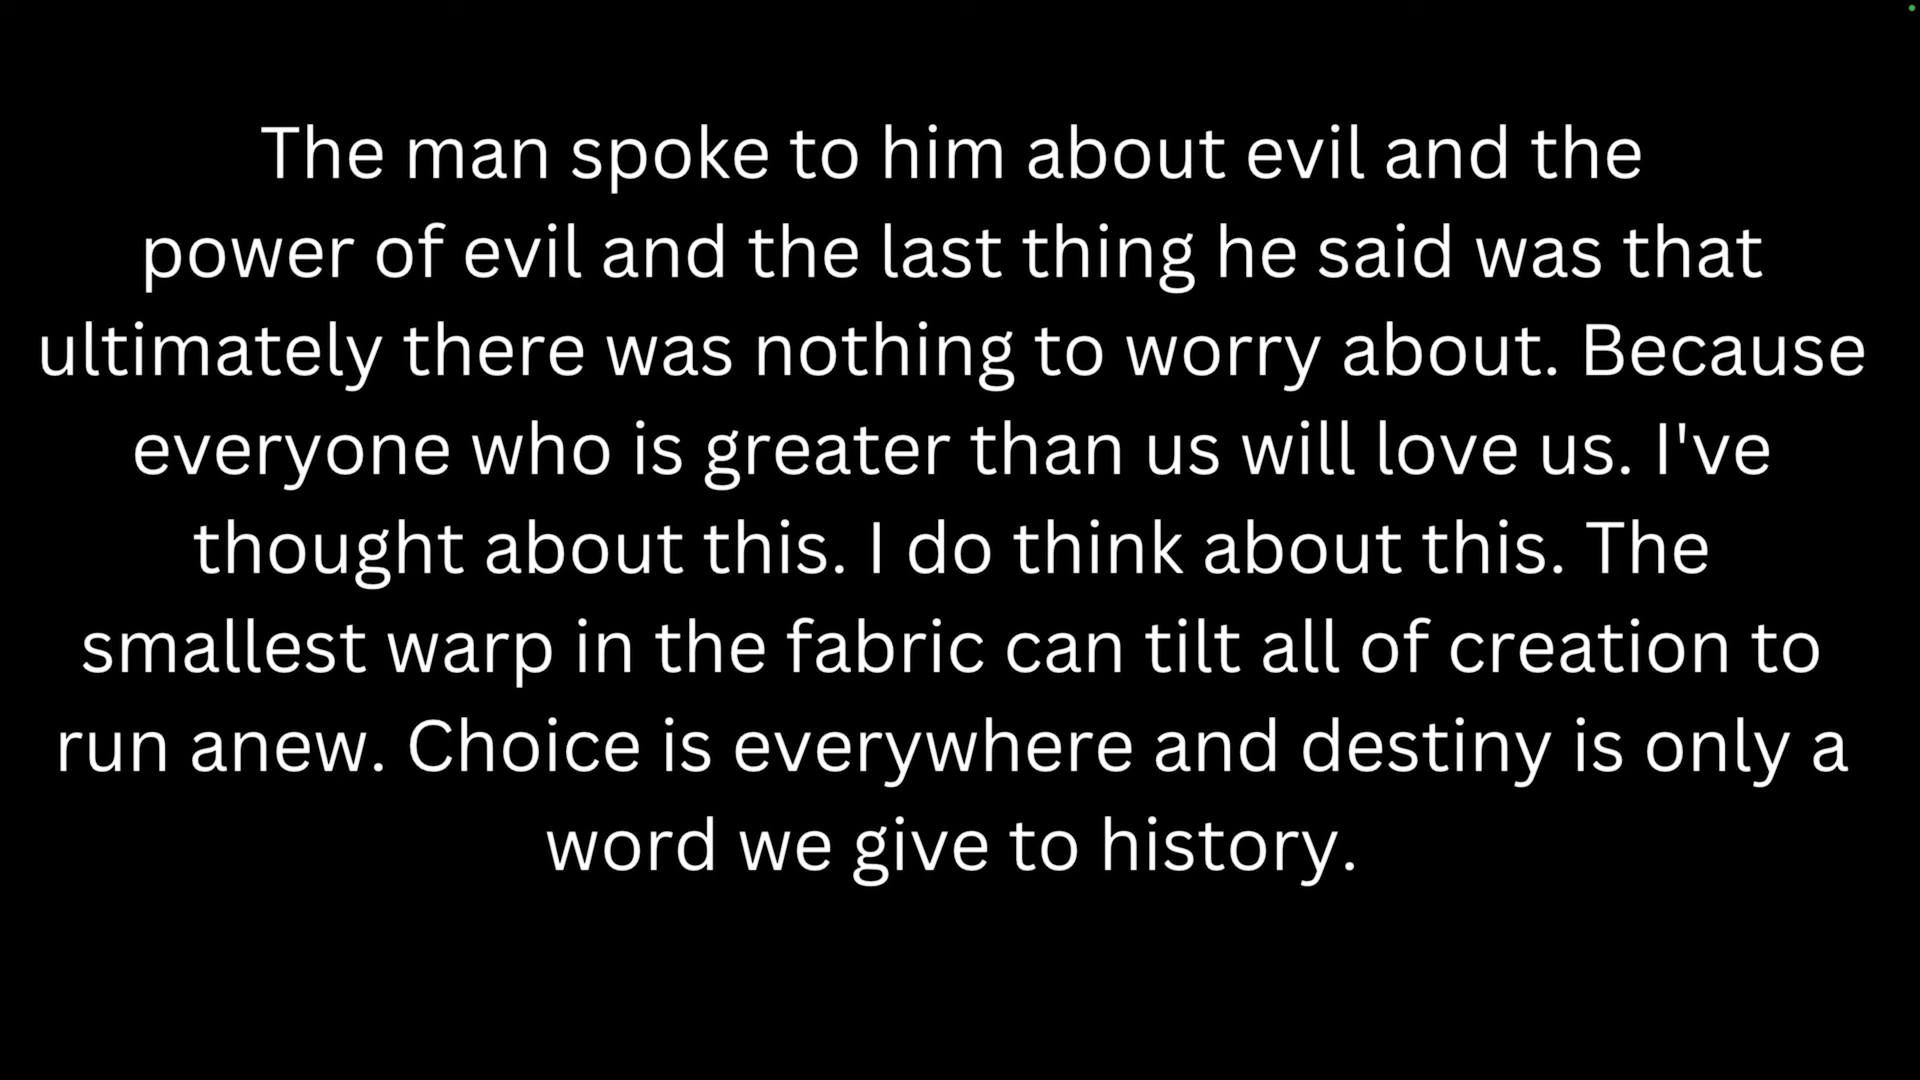 The man spoke to him about evil and the
power of evil and the last thing he said was that
ultimately there was nothing to worry about. Because
everyone who is greater than us will love us. I've
thought about this. I do think about this. The
smallest warp in the fabric can tilt all of creation to
run anew. Choice is everywhere and destiny is only a
word we give to history.